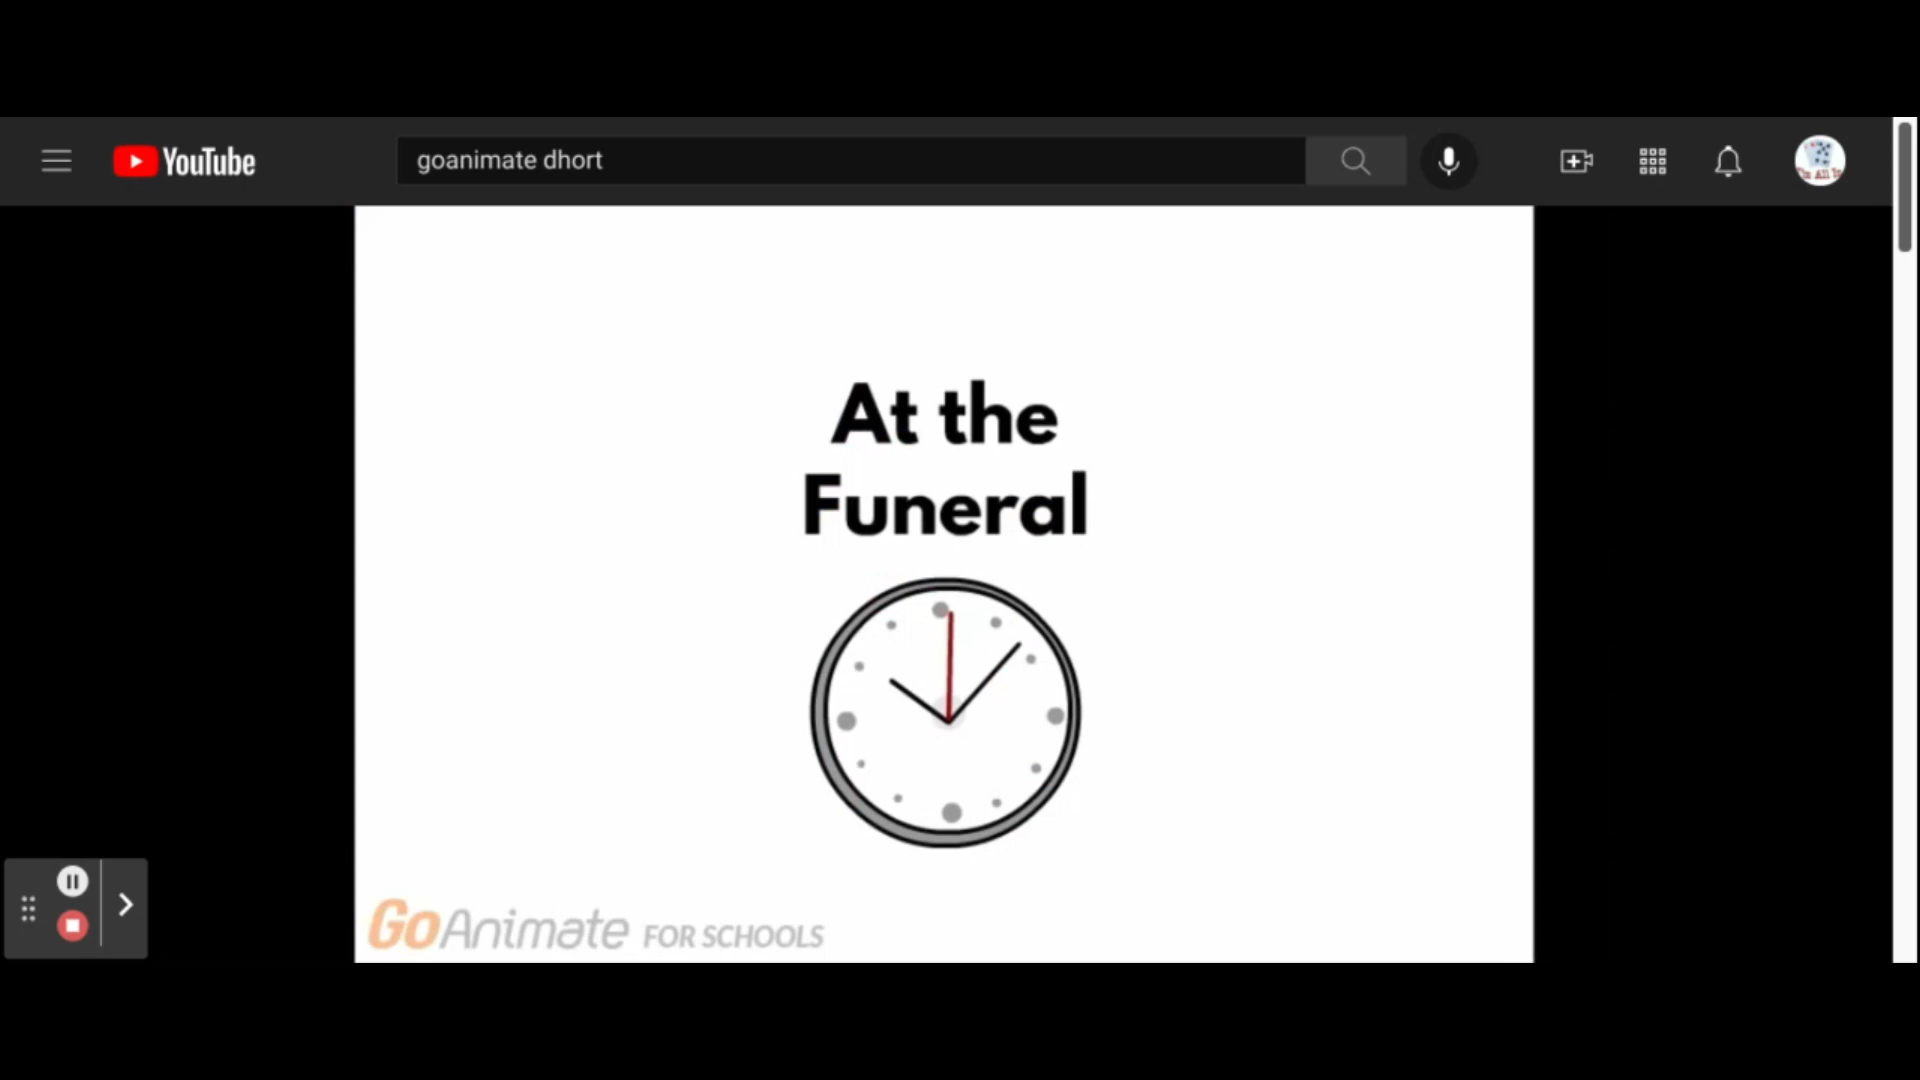 YouTube
goanimate dhort
At the
Funeral
GoAnimate FOR SCHOOLS